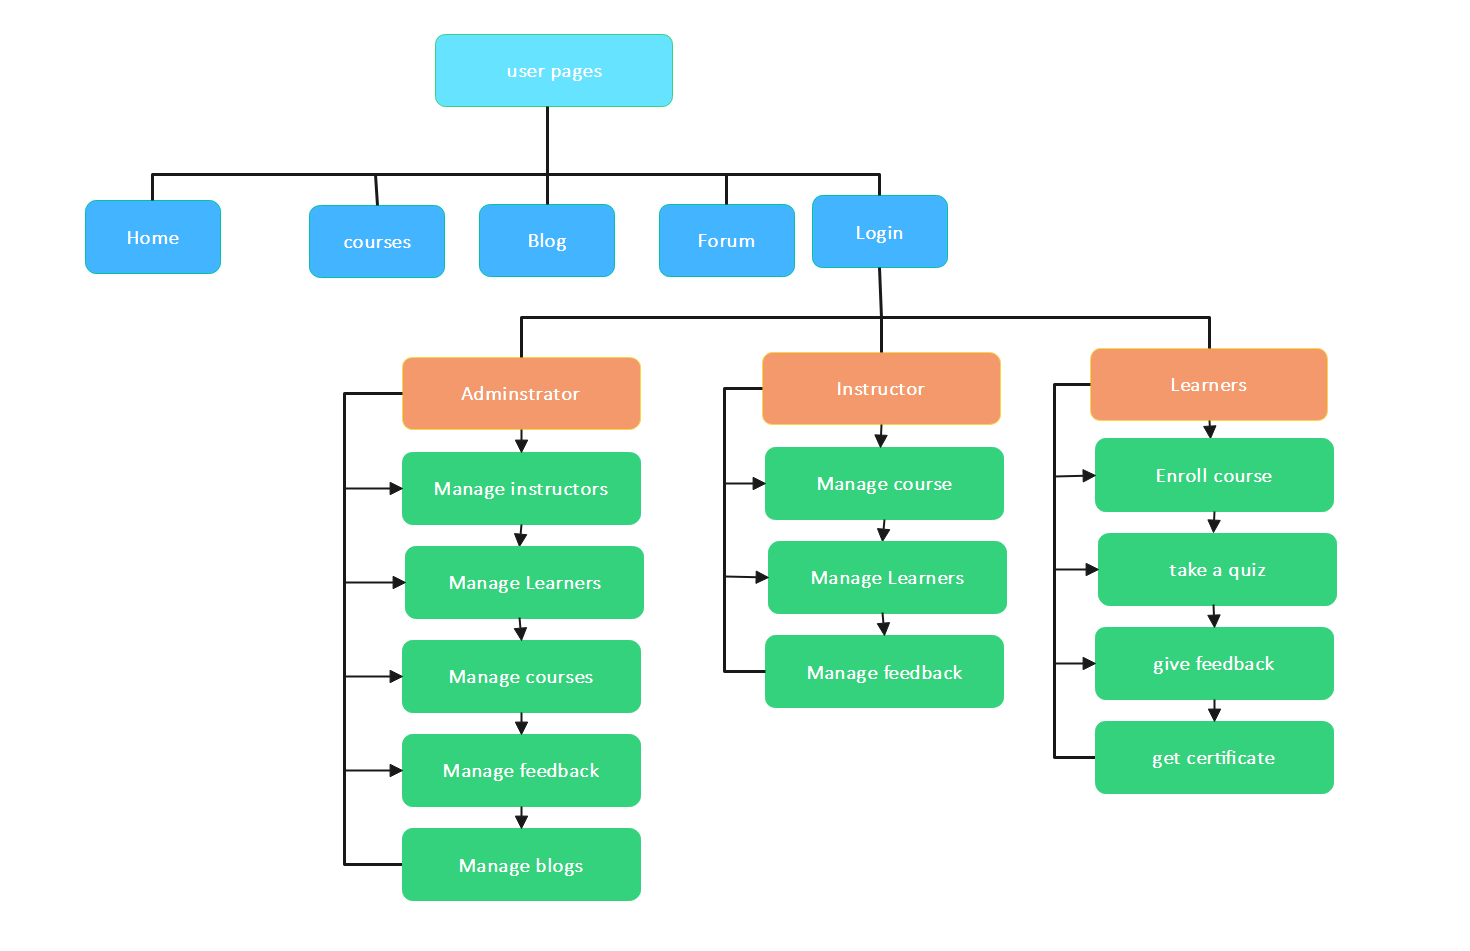 user pages
Home
courses
Blog
Forum
Login
Adminstrator
Manage instructors
Manage Learners
Manage courses
Manage feedback
Manage blogs
Instructor
Manage course
Manage Learners
Manage feedback
Learners
Enroll course
take a quiz
give feedback
get certificate